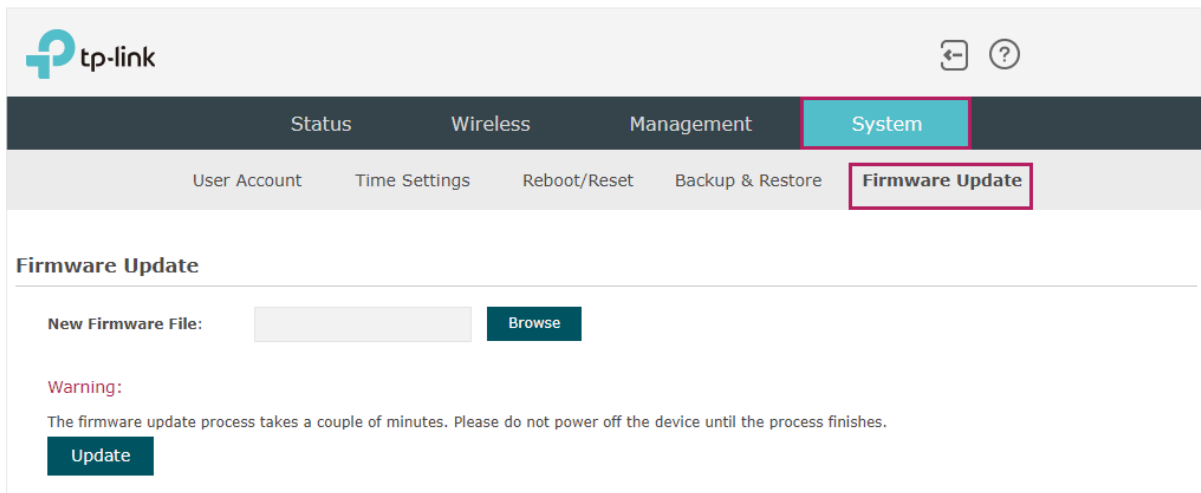 tp-link
Status Wireless Management System
User Account Time Settings Reboot/Reset Backup & Restore Firmware Update
Firmware Update
New Firmware File: Browse
Warning:
The firmware update process takes a couple of minutes. Please do not power off the device until the process finishes.
Update